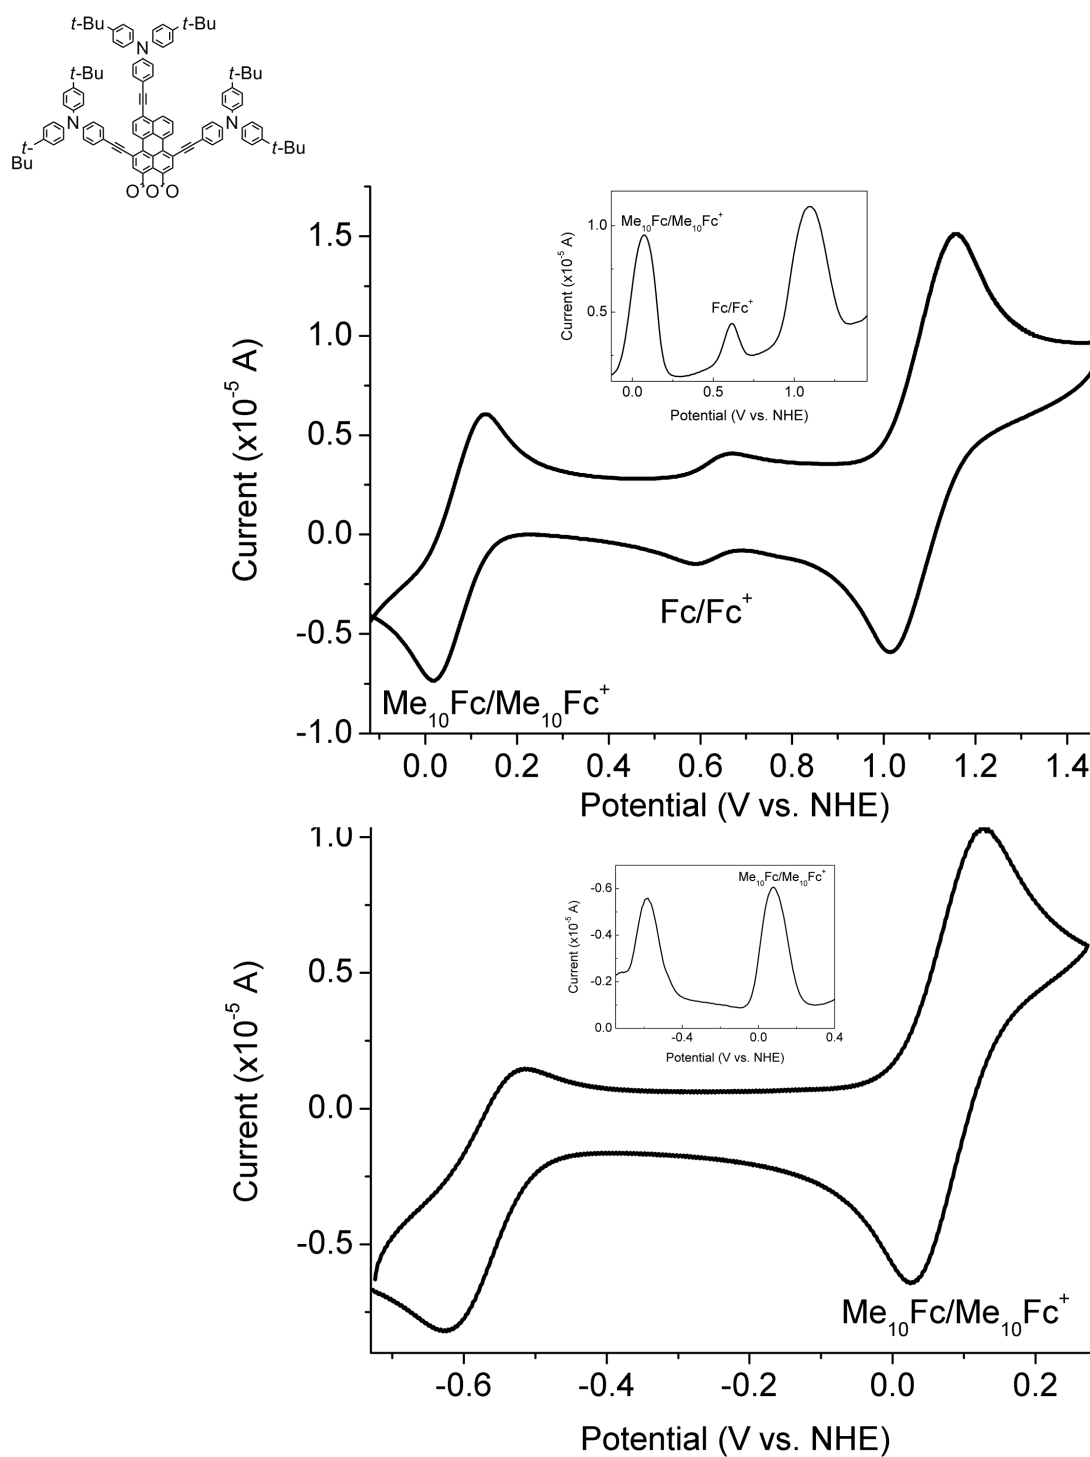 t-Bu t-Bu
N
t-Bu t-Bu
N N
t-
Bu
t-Bu
O O O
1.5
1.0
0.5
0.0
-0.5
-1.0
Current (x10⁻⁵ A)
Me₁₀Fc/Me₁₀Fc⁺
Fc/Fc⁺
0.0 0.2 0.4 0.6 0.8 1.0 1.2 1.4
Potential (V vs. NHE)
Me₁₀Fc/Me₁₀Fc⁺
Fc/Fc⁺
1.0
0.5
Current (x10⁻⁵ A)
0.0 0.5 1.0
Potential (V vs. NHE)
1.0
0.5
0.0
-0.5
Current (x10⁻⁵ A)
Me₁₀Fc/Me₁₀Fc⁺
-0.6 -0.4 -0.2 0.0 0.2
Potential (V vs. NHE)
Me₁₀Fc/Me₁₀Fc⁺
-0.6
-0.4
-0.2
0.0
Current (x10⁻⁵ A)
-0.4 0.0 0.4
Potential (V vs. NHE)